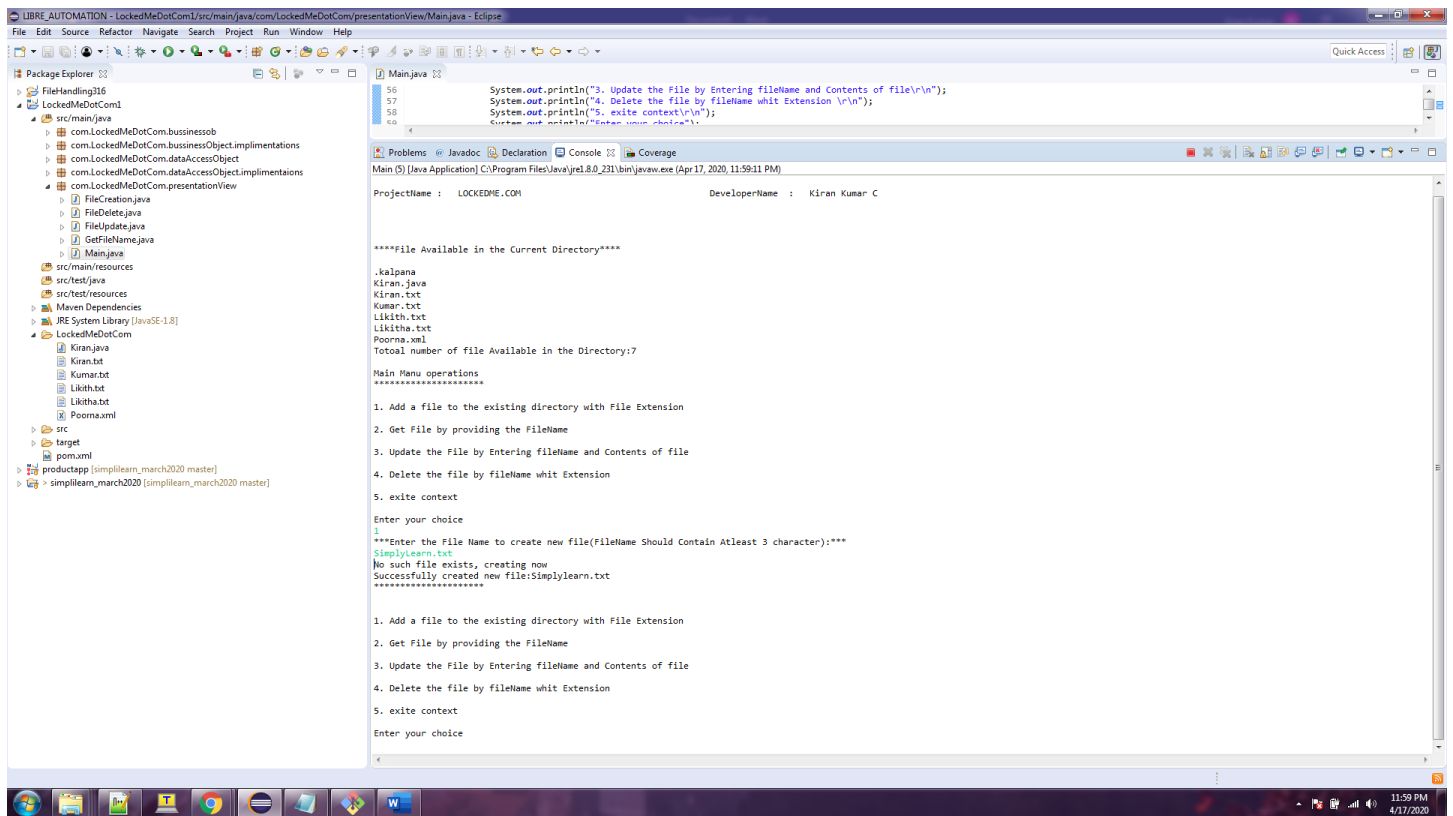 LIBRE_AUTOMATION - LockedMeDotCom1/src/main/java/com/LockedMeDotCom/presentationView/Main.java - Eclipse
File Edit Source Refactor Navigate Search Project Run Window Help
Quick Access
Package Explorer
FileHandling316
LockedMeDotCom1
src/main/java
com.LockedMeDotCom.bussinessob
com.LockedMeDotCom.bussinessObject.implimentations
com.LockedMeDotCom.dataAccessObject
com.LockedMeDotCom.dataAccessObject.implimentaions
com.LockedMeDotCom.presentationView
FileCreation.java
FileDelete.java
FileUpdate.java
GetFileName.java
Main.java
src/main/resources
src/test/java
src/test/resources
Maven Dependencies
JRE System Library [JavaSE-1.8]
LockedMeDotCom
Kiran.java
Kiran.txt
Kumar.txt
Likith.txt
Likitha.txt
Poorna.xml
src
target
pom.xml
productapp [simplilearn_march2020 master]
> simplilearn_march2020 [simplilearn_march2020 master]
Main.java
56 System.out.println("3. Update the File by Entering fileName and Contents of file\r\n");
57 System.out.println("4. Delete the file by fileName whit Extension \r\n");
58 System.out.println("5. exite context\r\n");
59 System.out.println("Enter your choice");
Problems Javadoc Declaration Console Coverage
Main (5) [Java Application] C:\Program Files\Java\jre1.8.0_231\bin\javaw.exe (Apr 17, 2020, 11:59:11 PM)
ProjectName : LOCKEDME.COM DeveloperName : Kiran Kumar C
****File Available in the Current Directory****
.kalpana
Kiran.java
Kiran.txt
Kumar.txt
Likith.txt
Likitha.txt
Poorna.xml
Totoal number of file Available in the Directory:7
Main Manu operations
*********************
1. Add a file to the existing directory with File Extension
2. Get File by providing the FileName
3. Update the File by Entering fileName and Contents of file
4. Delete the file by fileName whit Extension
5. exite context
Enter your choice
1
***Enter the File Name to create new file(FileName Should Contain Atleast 3 character):***
SimplyLearn.txt
No such file exists, creating now
Successfully created new file:Simplylearn.txt
*********************
1. Add a file to the existing directory with File Extension
2. Get File by providing the FileName
3. Update the File by Entering fileName and Contents of file
4. Delete the file by fileName whit Extension
5. exite context
Enter your choice
11:59 PM
4/17/2020